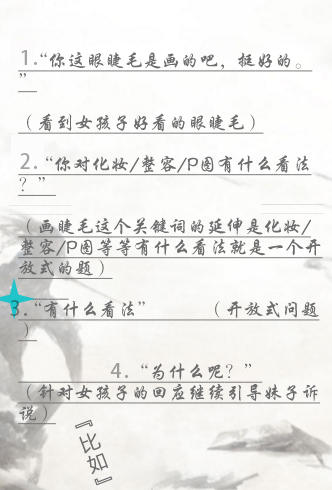 1.“你这眼睫毛是画的吧，挺好的。
”
（看到女孩子好看的眼睫毛）
2.“你对化妆/整容/P图有什么看法
？”
（画睫毛这个关键词的延伸是化妆/
整容/P图等等有什么看法就是一个开
放式的题）
3.“有什么看法” （开放式问题
）
4.“为什么呢？”
（针对女孩子的回应继续引导妹子诉
说）
『比如』